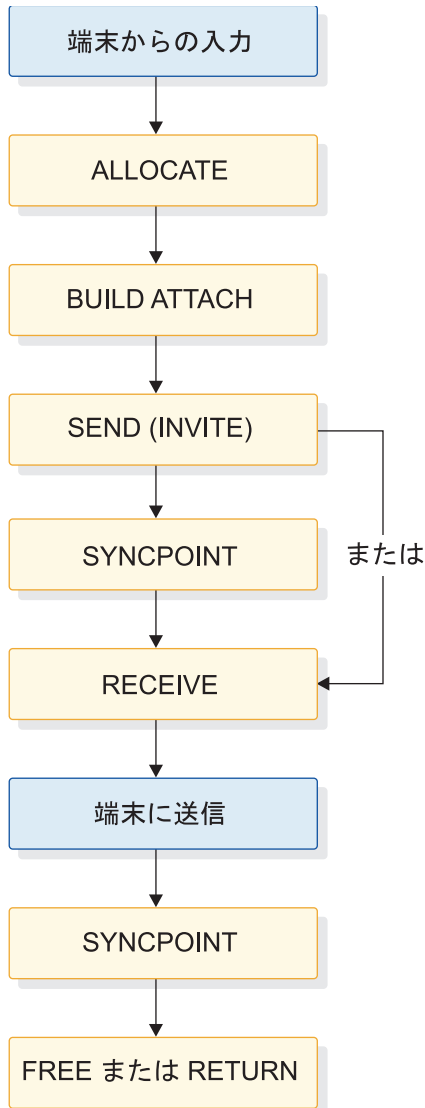 端末からの入力
ALLOCATE
BUILD ATTACH
SEND (INVITE)
SYNCPOINT
または
RECEIVE
端末に送信
SYNCPOINT
FREE または RETURN